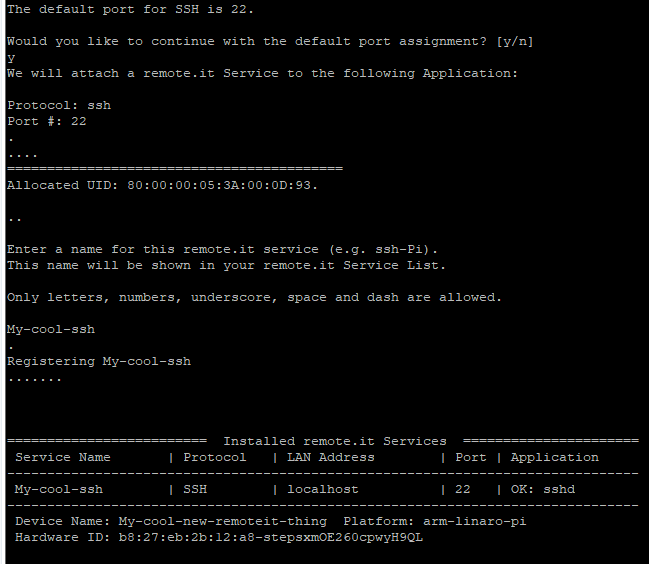 The default port for SSH is 22.
Would you like to continue with the default port assignment? [y/n]
y
We will attach a remote.it Service to the following Application:
Protocol: ssh
Port #: 22
.
....
==========================================
Allocated UID: 80:00:00:05:3A:00:0D:93.
..
Enter a name for this remote.it service (e.g. ssh-Pi).
This name will be shown in your remote.it Service List.
Only letters, numbers, underscore, space and dash are allowed.
My-cool-ssh
.
Registering My-cool-ssh
.......
========================= Installed remote.it Services ======================
Service Name | Protocol | LAN Address | Port | Application
-------------------------------------------------------------------------------
My-cool-ssh | SSH | localhost | 22 | OK: sshd
-------------------------------------------------------------------------------
Device Name: My-cool-new-remoteit-thing Platform: arm-linaro-pi
Hardware ID: b8:27:eb:2b:12:a8-stepsxmOE260cpwyH9QL